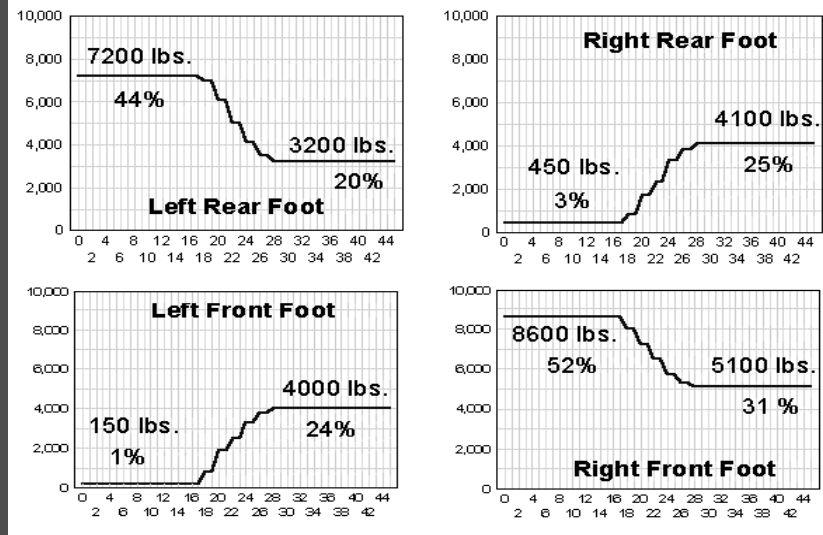 10,000
8,000
6,000
4,000
2,000
0
7200 lbs.
44%
3200 lbs.
20%
Left Rear Foot
0 4 8 12 16 20 24 28 32 36 40 44
2 6 10 14 18 22 26 30 34 38 42
10,000
8,000
6,000
4,000
2,000
0
Right Rear Foot
4100 lbs.
450 lbs.
25%
3%
0 4 8 12 16 20 24 28 32 36 40 44
2 6 10 14 18 22 26 30 34 38 42
10,000
8,000
6,000
4,000
2,000
0
Left Front Foot
4000 lbs.
150 lbs.
24%
1%
0 4 8 12 16 20 24 28 32 36 40 44
2 6 10 14 18 22 26 30 34 38 42
10,000
8,000
6,000
4,000
2,000
0
8600 lbs.
52%
5100 lbs.
31 %
Right Front Foot
0 4 8 12 16 20 24 28 32 36 40 44
2 6 10 14 18 22 26 30 34 38 42